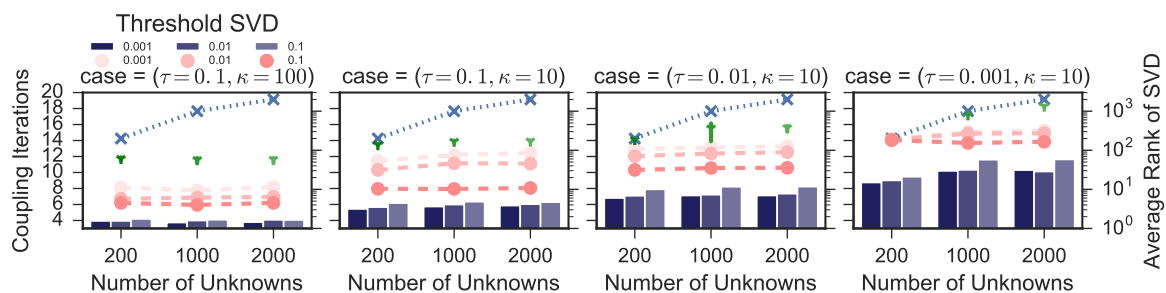 Threshold SVD
0.001 0.01 0.1
0.001 0.01 0.1
case = (τ = 0.1, κ = 100) case = (τ = 0.1, κ = 10) case = (τ = 0.01, κ = 10) case = (τ = 0.001, κ = 10)
Coupling Iterations
20
18
16
14
12
10
8
6
4
200 1000 2000 200 1000 2000 200 1000 2000 200 1000 2000
Number of Unknowns Number of Unknowns Number of Unknowns Number of Unknowns
10³
10²
10¹
10⁰
Average Rank of SVD